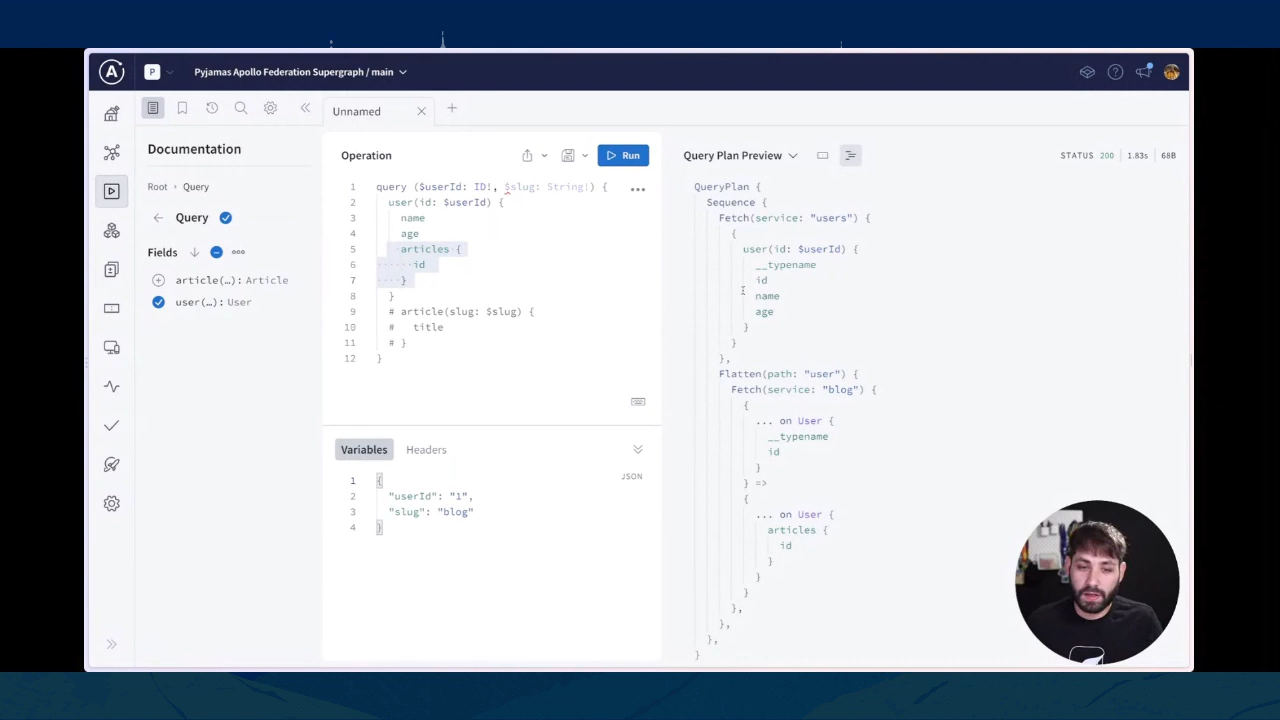 P
Pyjamas Apollo Federation Supergraph / main
Documentation
Root
Query
Query
Fields
article(…): Article
user(…): User
Unnamed
Operation
Run
1 query ($userId: ID!, $slug: String!) {
2 user(id: $userId) {
3 name
4 age
5 articles {
6 id
7 }
8 }
9 # article(slug: $slug) {
10 # title
11 # }
12 }
Variables
Headers
JSON
1 {
2 "userId": "1",
3 "slug": "blog"
4 }
Query Plan Preview
STATUS 200
1.83s
68B
QueryPlan {
Sequence {
Fetch(service: "users") {
{
user(id: $userId) {
__typename
id
name
age
}
}
},
Flatten(path: "user") {
Fetch(service: "blog") {
{
... on User {
__typename
id
}
} =>
{
... on User {
articles {
id
}
}
}
},
},
},
}